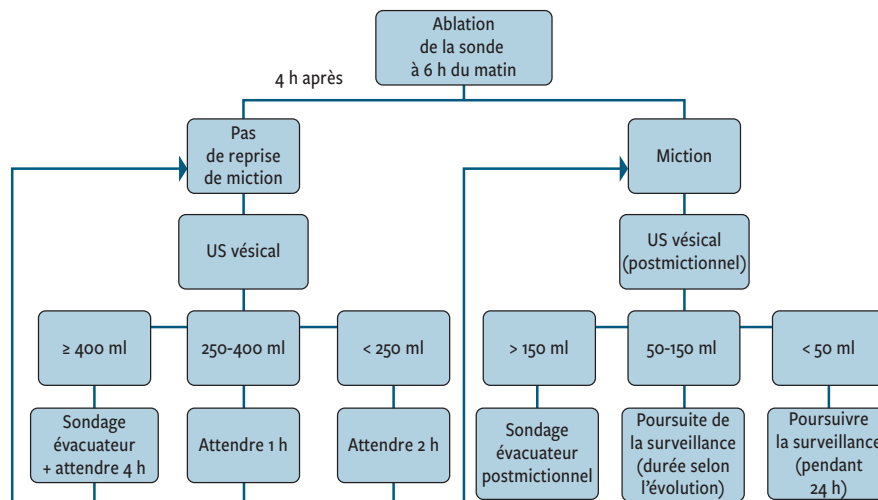 Ablation
de la sonde
à 6 h du matin
4 h après
Pas
de reprise
de miction
Miction
US vésical
US vésical
(postmictionnel)
≥ 400 ml
250-400 ml
< 250 ml
> 150 ml
50-150 ml
< 50 ml
Sondage
évacuateur
+ attendre 4 h
Attendre 1 h
Attendre 2 h
Sondage
évacuateur
postmictionnel
Poursuite de
la surveillance
(durée selon
l’évolution)
Poursuivre
la surveillance
(pendant
24 h)